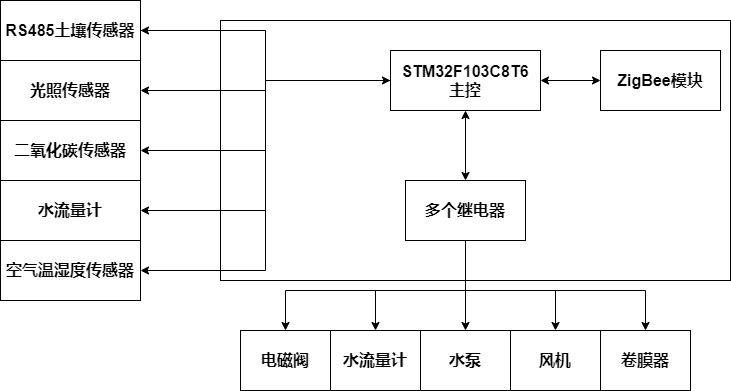 RS485土壤传感器
光照传感器
二氧化碳传感器
水流量计
空气温湿度传感器
STM32F103C8T6
主控
ZigBee模块
多个继电器
电磁阀
水流量计
水泵
风机
卷膜器